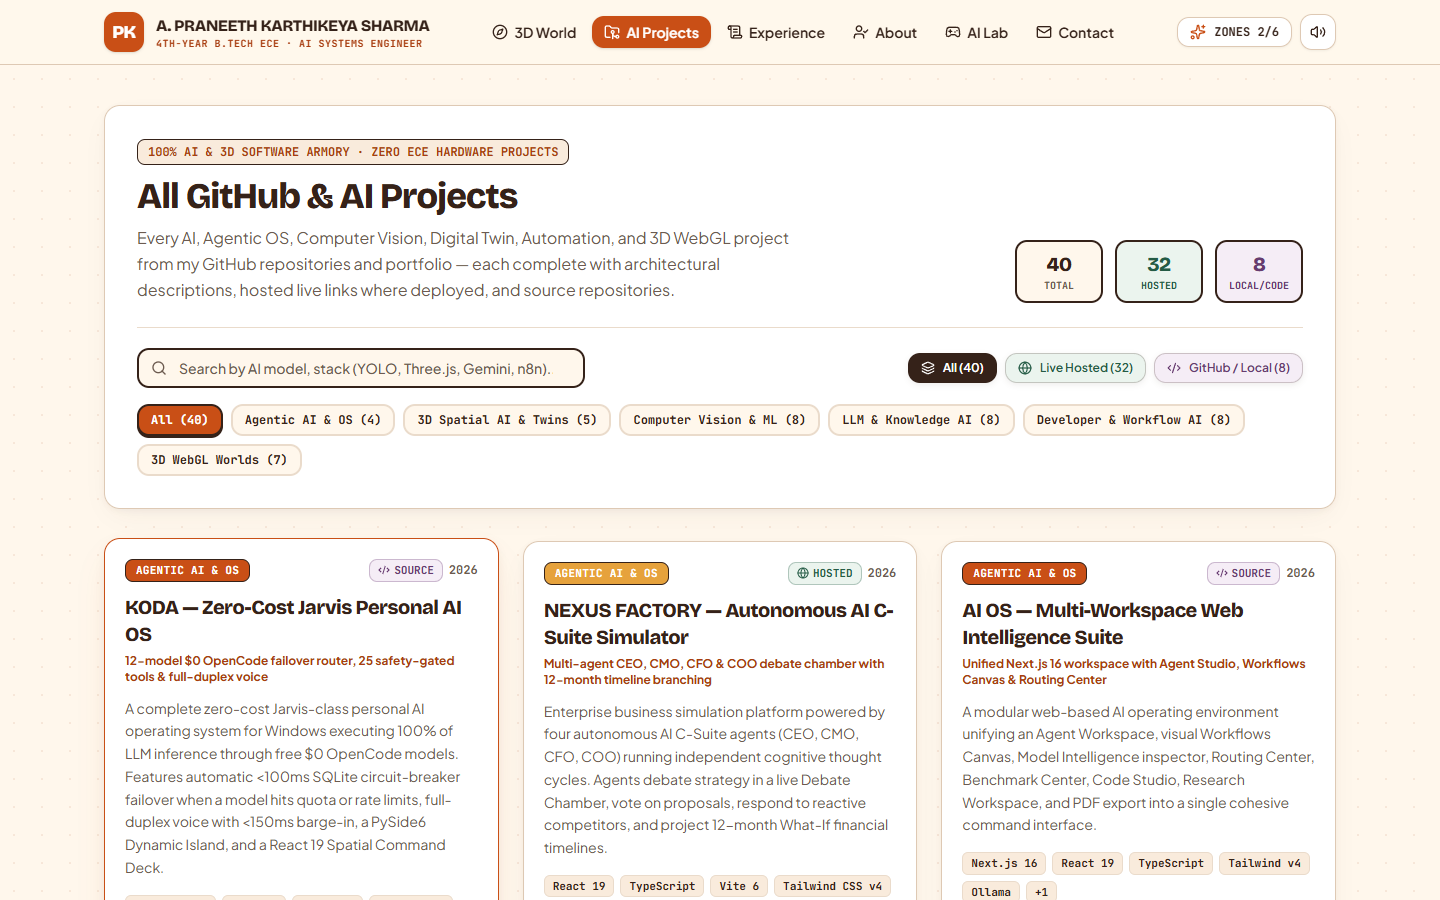 PK
A. PRANEETH KARTHIKEYA SHARMA
4TH-YEAR B.TECH ECE · AI SYSTEMS ENGINEER
3D World
AI Projects
Experience
About
AI Lab
Contact
ZONES 2/6
100% AI & 3D SOFTWARE ARMORY · ZERO ECE HARDWARE PROJECTS
All GitHub & AI Projects
Every AI, Agentic OS, Computer Vision, Digital Twin, Automation, and 3D WebGL project
from my GitHub repositories and portfolio — each complete with architectural
descriptions, hosted live links where deployed, and source repositories.
40
TOTAL
32
HOSTED
8
LOCAL/CODE
Search by AI model, stack (YOLO, Three.js, Gemini, n8n)..
All (40)
Live Hosted (32)
GitHub / Local (8)
All (40)
Agentic AI & OS (4)
3D Spatial AI & Twins (5)
Computer Vision & ML (8)
LLM & Knowledge AI (8)
Developer & Workflow AI (8)
3D WebGL Worlds (7)
AGENTIC AI & OS
SOURCE
2026
KODA — Zero-Cost Jarvis Personal AI
OS
12-model $0 OpenCode failover router, 25 safety-gated
tools & full-duplex voice
A complete zero-cost Jarvis-class personal AI
operating system for Windows executing 100% of
LLM inference through free $0 OpenCode models.
Features automatic <100ms SQLite circuit-breaker
failover when a model hits quota or rate limits, full-
duplex voice with <150ms barge-in, a PySide6
Dynamic Island, and a React 19 Spatial Command
Deck.
AGENTIC AI & OS
HOSTED
2026
NEXUS FACTORY — Autonomous AI C-
Suite Simulator
Multi-agent CEO, CMO, CFO & COO debate chamber with
12-month timeline branching
Enterprise business simulation platform powered by
four autonomous AI C-Suite agents (CEO, CMO,
CFO, COO) running independent cognitive thought
cycles. Agents debate strategy in a live Debate
Chamber, vote on proposals, respond to reactive
competitors, and project 12-month What-If financial
timelines.
React 19
TypeScript
Vite 6
Tailwind CSS v4
AGENTIC AI & OS
SOURCE
2026
AI OS — Multi-Workspace Web
Intelligence Suite
Unified Next.js 16 workspace with Agent Studio, Workflows
Canvas & Routing Center
A modular web-based AI operating environment
unifying an Agent Workspace, visual Workflows
Canvas, Model Intelligence inspector, Routing Center,
Benchmark Center, Code Studio, Research
Workspace, and PDF export into a single cohesive
command interface.
Next.js 16
React 19
TypeScript
Tailwind v4
Ollama
+1